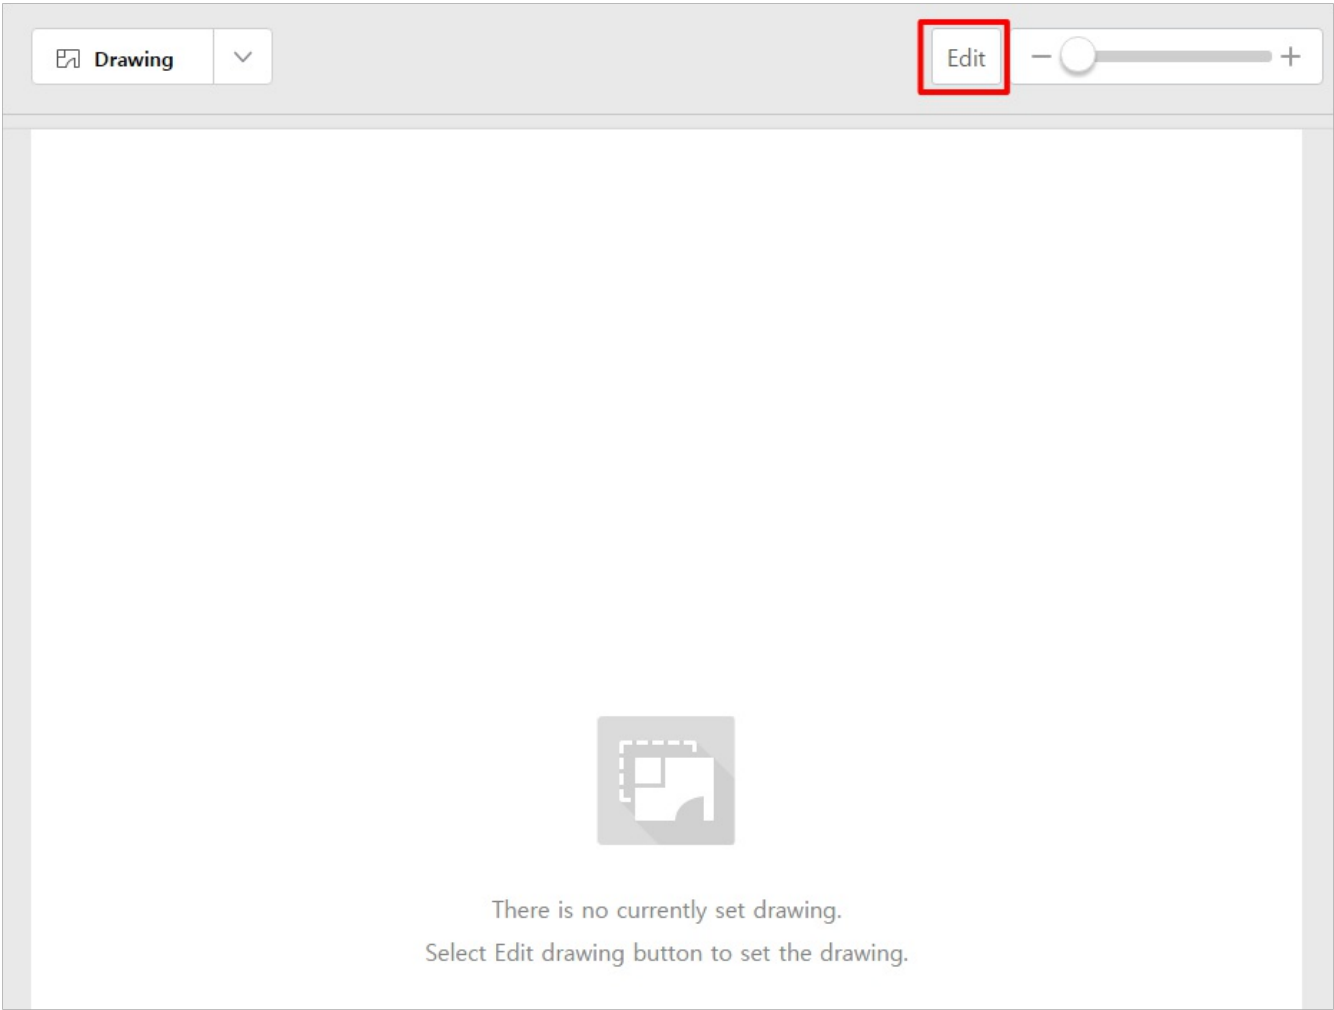 Drawing
Edit
There is no currently set drawing.
Select Edit drawing button to set the drawing.